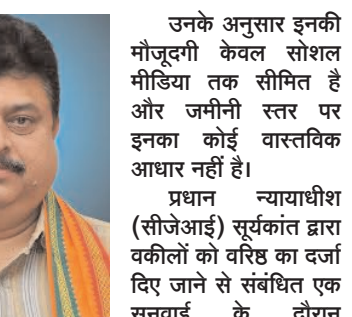 उनके अनुसार इनकी
मौजूदगी केवल सोशल
मीडिया तक सीमित है
और जमीनी स्तर पर
इनका कोई वास्तविक
आधार नहीं है।
प्रधान न्यायाधीश
(सीजेआई) सूर्यकांत द्वारा
वकीलों को वरिष्ठ का दर्जा
दिए जाने से संबंधित एक
सुनवाई के दौरान